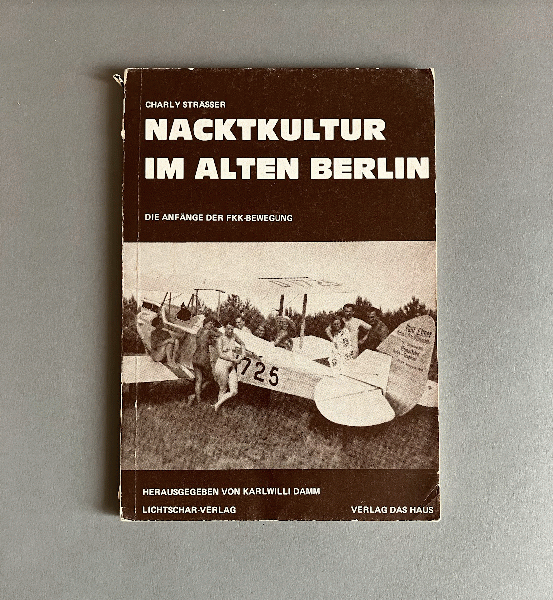 CHARLY STRÄSSER
NACKTKULTUR
IM ALTEN BERLIN
DIE ANFÄNGE DER FKK-BEWEGUNG
725
HERAUSGEGEBEN VON KARLWILLI DAMM
LICHTSCHAR-VERLAG
VERLAG DAS HAUS